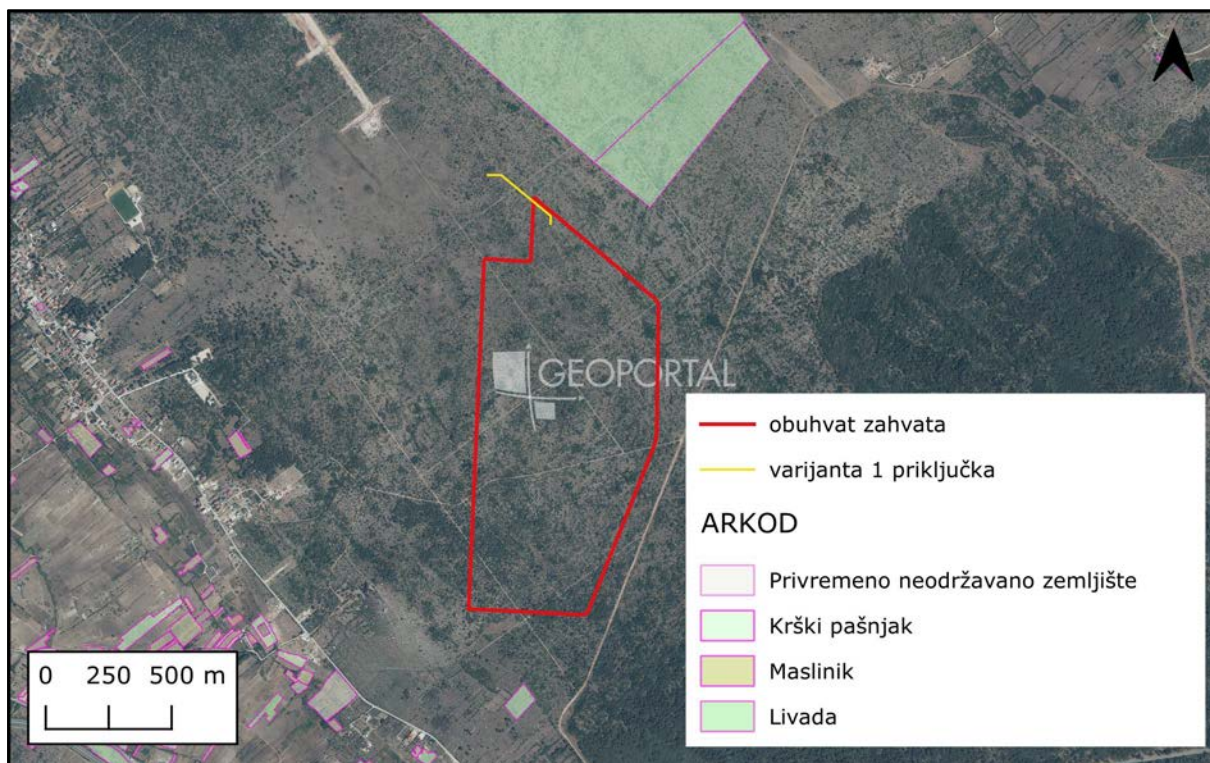 GEOPORTAL
obuhvat zahvata
varijanta 1 priključka
ARKOD
Privremeno neodržavano zemljište
Krški pašnjak
Maslinik
Livada
0 250 500 m